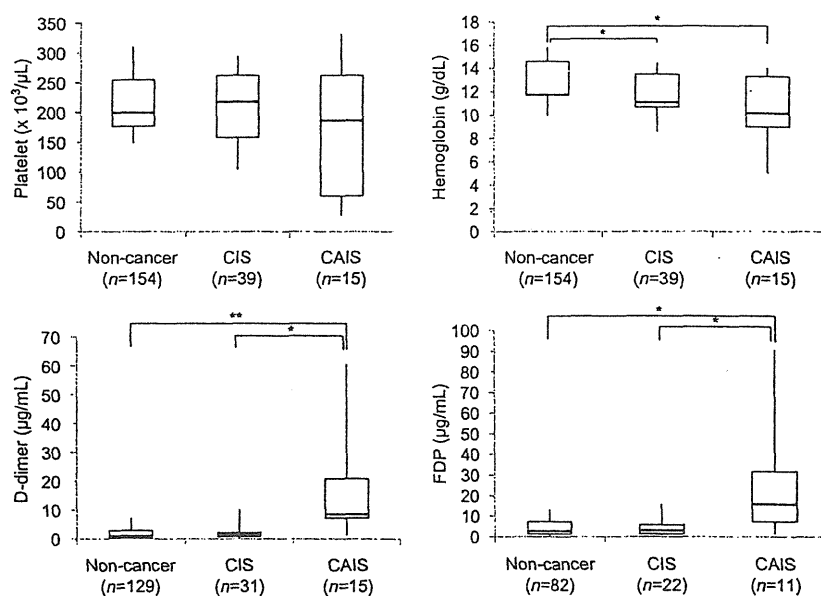 Platelet (x 10³/µL)
350
300
250
200
150
100
50
0
Non-cancer
(n=154)
CIS
(n=39)
CAIS
(n=15)
Hemoglobin (g/dL)
18
16
14
12
10
8
6
4
2
0
*
*
Non-cancer
(n=154)
CIS
(n=39)
CAIS
(n=15)
D-dimer (µg/mL)
70
60
50
40
30
20
10
0
**
*
Non-cancer
(n=129)
CIS
(n=31)
CAIS
(n=15)
FDP (µg/mL)
100
90
80
70
60
50
40
30
20
10
0
*
*
Non-cancer
(n=82)
CIS
(n=22)
CAIS
(n=11)